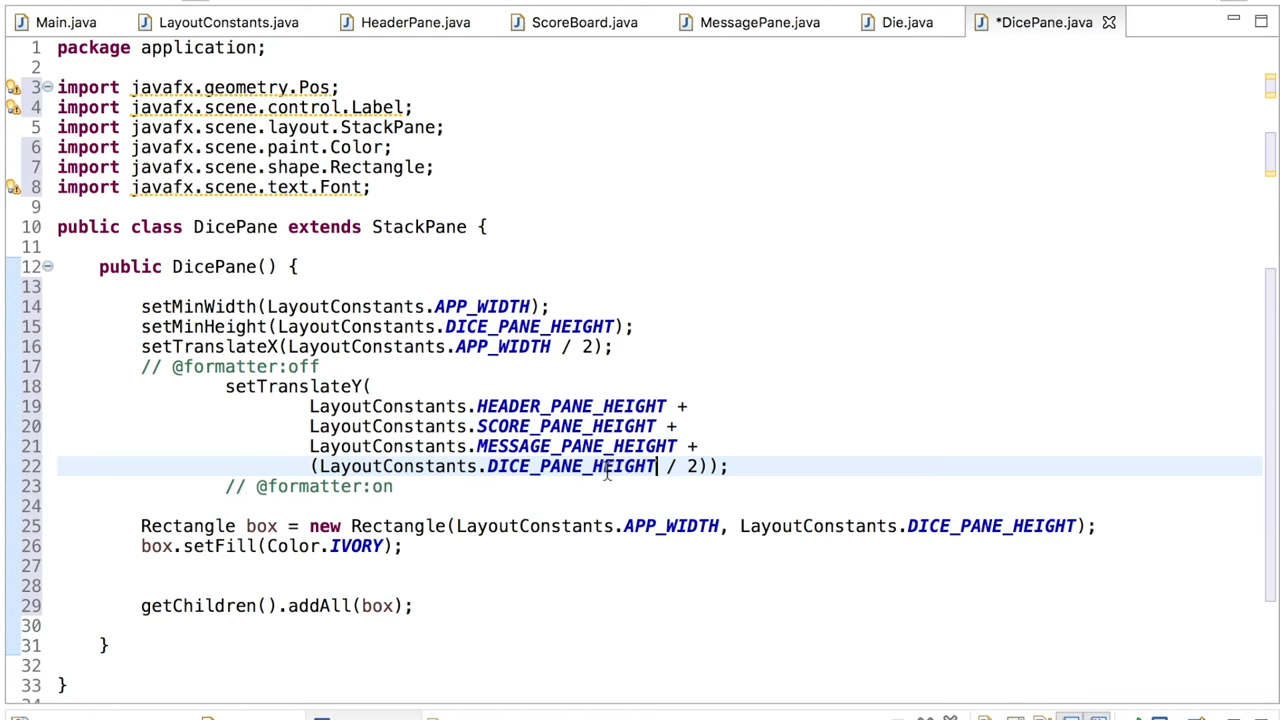 Main.java LayoutConstants.java HeaderPane.java ScoreBoard.java MessagePane.java Die.java *DicePane.java
1 package application;
2
3 import javafx.geometry.Pos;
4 import javafx.scene.control.Label;
5 import javafx.scene.layout.StackPane;
6 import javafx.scene.paint.Color;
7 import javafx.scene.shape.Rectangle;
8 import javafx.scene.text.Font;
9
10 public class DicePane extends StackPane {
11
12 public DicePane() {
13
14 setMinWidth(LayoutConstants.APP_WIDTH);
15 setMinHeight(LayoutConstants.DICE_PANE_HEIGHT);
16 setTranslateX(LayoutConstants.APP_WIDTH / 2);
17 // @formatter:off
18 setTranslateY(
19 LayoutConstants.HEADER_PANE_HEIGHT +
20 LayoutConstants.SCORE_PANE_HEIGHT +
21 LayoutConstants.MESSAGE_PANE_HEIGHT +
22 (LayoutConstants.DICE_PANE_HEIGHT / 2));
23 // @formatter:on
24
25 Rectangle box = new Rectangle(LayoutConstants.APP_WIDTH, LayoutConstants.DICE_PANE_HEIGHT);
26 box.setFill(Color.IVORY);
27
28
29 getChildren().addAll(box);
30
31 }
32
33 }